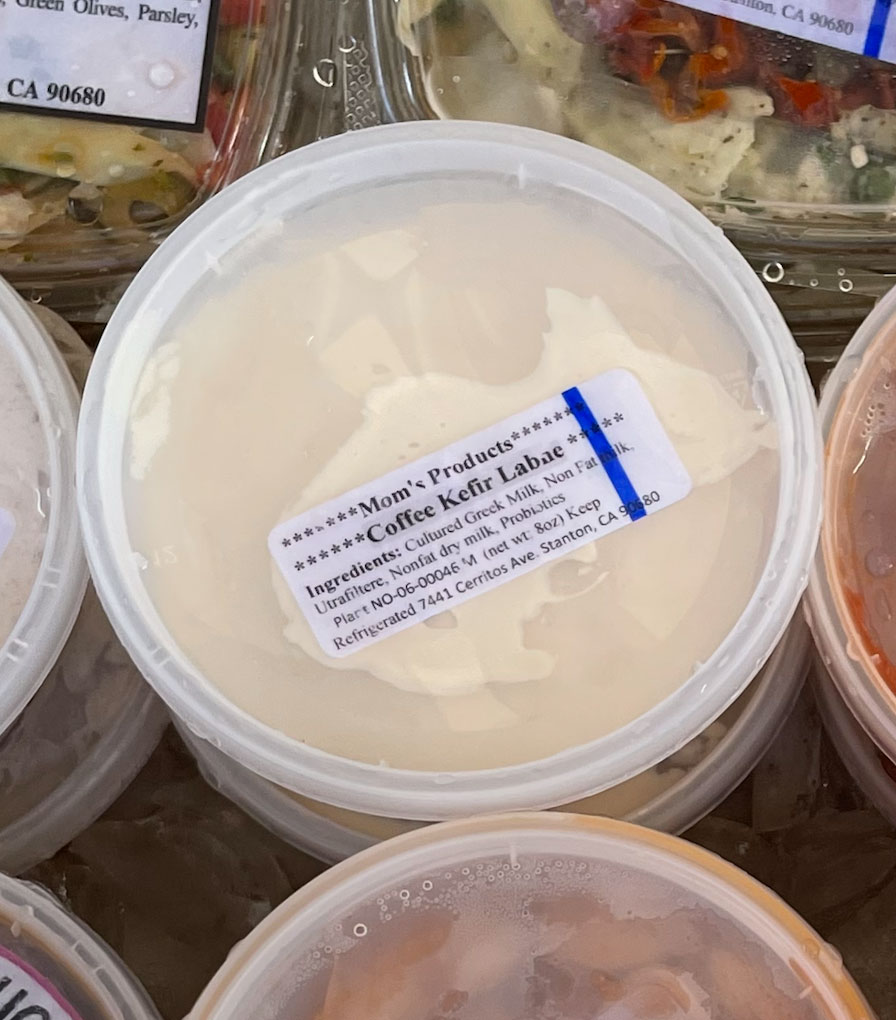 Green Olives, Parsley,
CA 90680
CA 90680
*******Mom's Products*******
******Coffee Kefir Labae *****
Ingredients: Cultured Greek Milk, Non Fat milk,
Utrafiltere, Nonfat dry milk, Probiotics
Plant NO-06-00046 M (net wt: 8oz) Keep
Refrigerated 7441 Cerritos Ave. Stanton, CA 90680